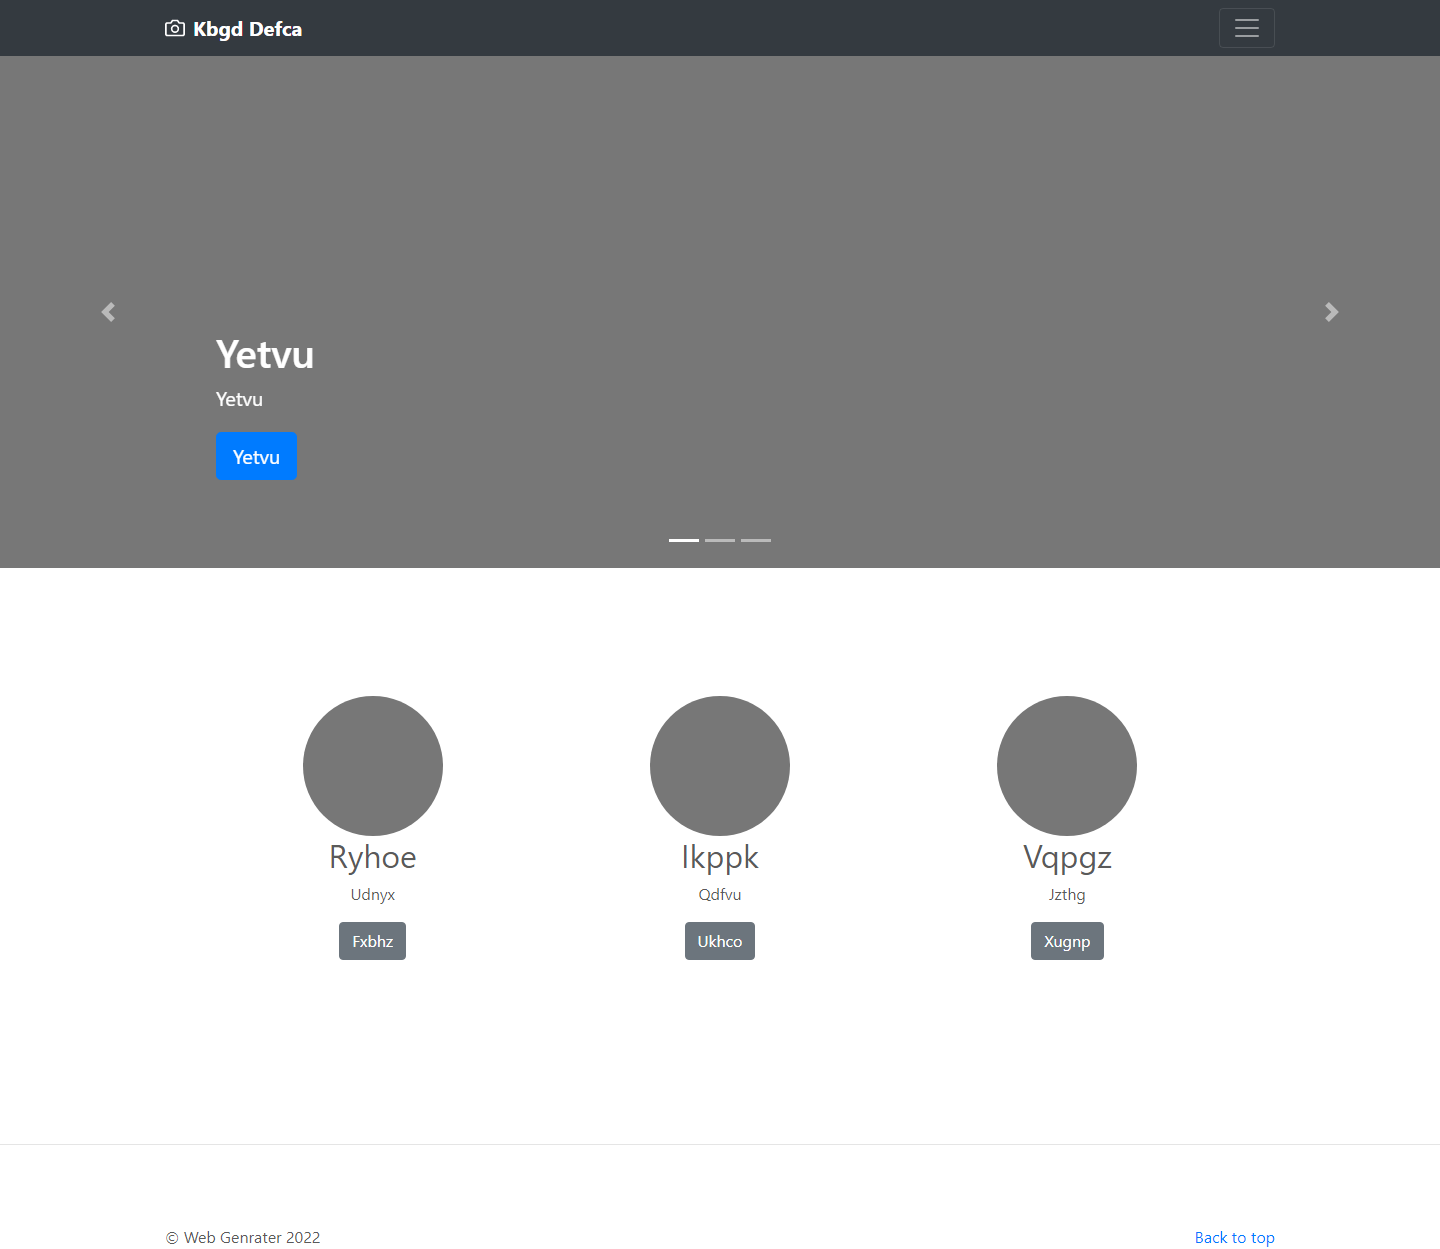 Kbgd Defca
Yetvu
Yetvu
Yetvu
Ryhoe
Ikppk
Vqpgz
Udnyx
Qdfvu
Jzthg
Fxbhz
Ukhco
Xugnp
© Web Genrater 2022
Back to top